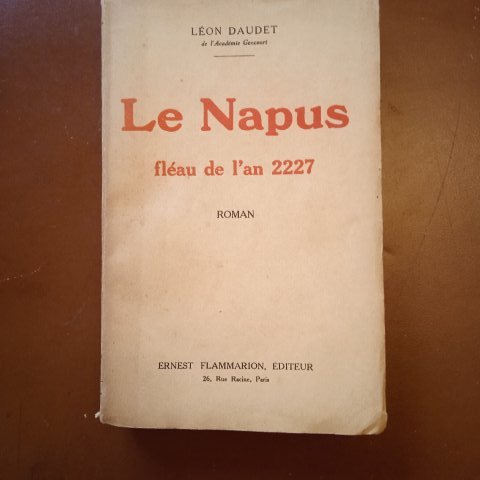 LÉON DAUDET
de l'Académie Goncourt
Le Napus
fléau de l'an 2227
ROMAN
ERNEST FLAMMARION, ÉDITEUR
26, Rue Racine, Paris